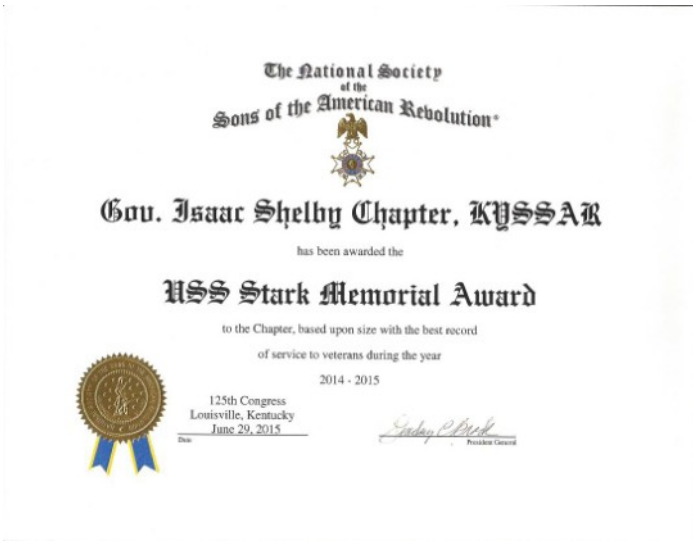 The National Society
of the
Sons of the American Revolution®
Gov. Isaac Shelby Chapter, KYSSAR
has been awarded the
USS Stark Memorial Award
to the Chapter, based upon size with the best record
of service to veterans during the year
2014 - 2015
125th Congress
Louisville, Kentucky
June 29, 2015
Date
President General